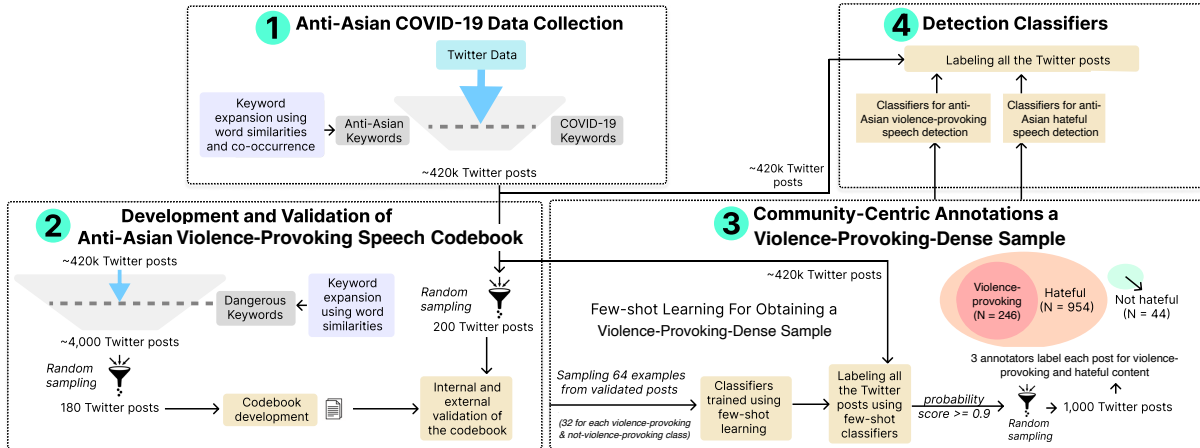 1 Anti-Asian COVID-19 Data Collection
Twitter Data
Keyword
expansion using
word similarities
and co-occurrence
Anti-Asian
Keywords
COVID-19
Keywords
~420k Twitter posts
4 Detection Classifiers
Labeling all the Twitter posts
Classifiers for anti-
Asian violence-provoking
speech detection
Classifiers for anti-
Asian hateful
speech detection
~420k Twitter
posts
2 Development and Validation of
Anti-Asian Violence-Provoking Speech Codebook
~420k Twitter posts
Dangerous
Keywords
Keyword
expansion using
word similarities
~4,000 Twitter posts
Random
sampling
180 Twitter posts
Codebook
development
Random
sampling
200 Twitter posts
Internal and
external
validation of
the codebook
3 Community-Centric Annotations a
Violence-Provoking-Dense Sample
~420k Twitter posts
Few-shot Learning For Obtaining a
Violence-Provoking-Dense Sample
Sampling 64 examples
from validated posts
(32 for each violence-provoking
& not-violence-provoking class)
Classifiers
trained using
few-shot
learning
Labeling all
the Twitter
posts using
few-shot
classifiers
probability
score >= 0.9
Random
sampling
1,000 Twitter posts
3 annotators label each post for violence-
provoking and hateful content
Violence-
provoking
(N = 246)
Hateful
(N = 954)
Not hateful
(N = 44)